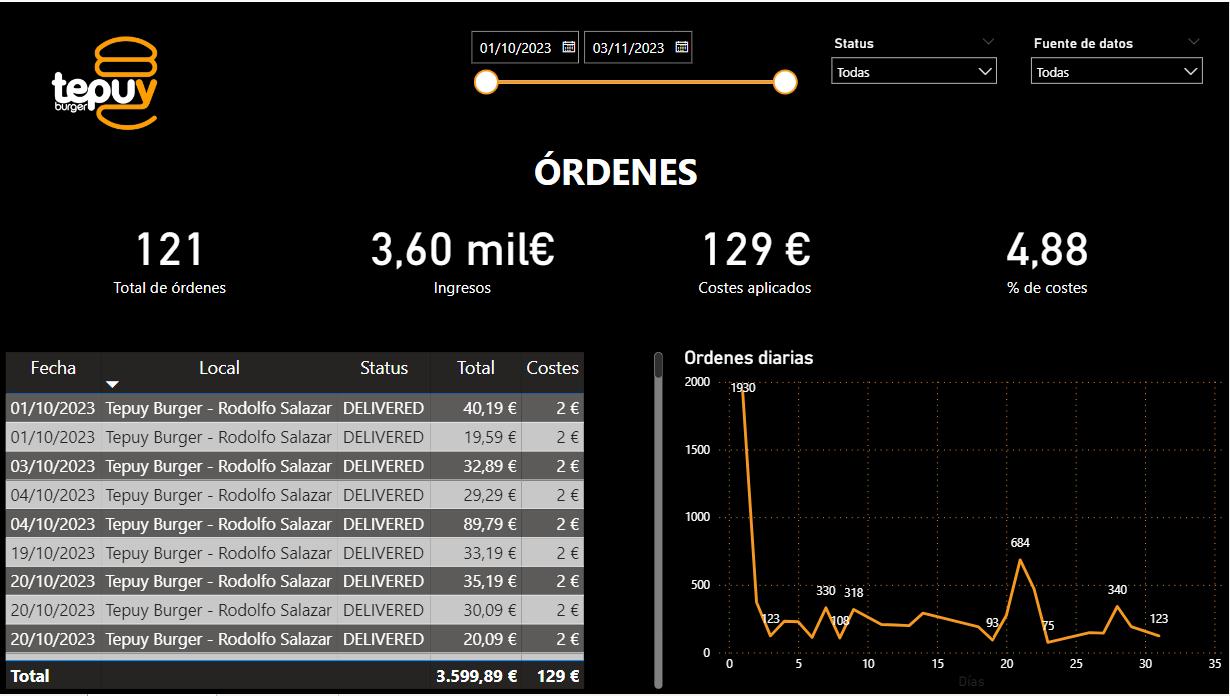 tepuy
burger
01/10/2023
03/11/2023
Status
Todas
Fuente de datos
Todas
ÓRDENES
121
Total de órdenes
3,60 mil€
Ingresos
129 €
Costes aplicados
4,88
% de costes
Fecha Local Status Total Costes
01/10/2023 Tepuy Burger - Rodolfo Salazar DELIVERED 40,19 € 2 €
01/10/2023 Tepuy Burger - Rodolfo Salazar DELIVERED 19,59 € 2 €
03/10/2023 Tepuy Burger - Rodolfo Salazar DELIVERED 32,89 € 2 €
04/10/2023 Tepuy Burger - Rodolfo Salazar DELIVERED 29,29 € 2 €
04/10/2023 Tepuy Burger - Rodolfo Salazar DELIVERED 89,79 € 2 €
19/10/2023 Tepuy Burger - Rodolfo Salazar DELIVERED 33,19 € 2 €
20/10/2023 Tepuy Burger - Rodolfo Salazar DELIVERED 35,19 € 2 €
20/10/2023 Tepuy Burger - Rodolfo Salazar DELIVERED 30,09 € 2 €
20/10/2023 Tepuy Burger - Rodolfo Salazar DELIVERED 20,09 € 2 €
Total 3.599,89 € 129 €
Ordenes diarias
2000
1500
1000
500
0
1930
123
330
108
318
93
684
75
340
123
0 5 10 15 20 25 30 35
Días